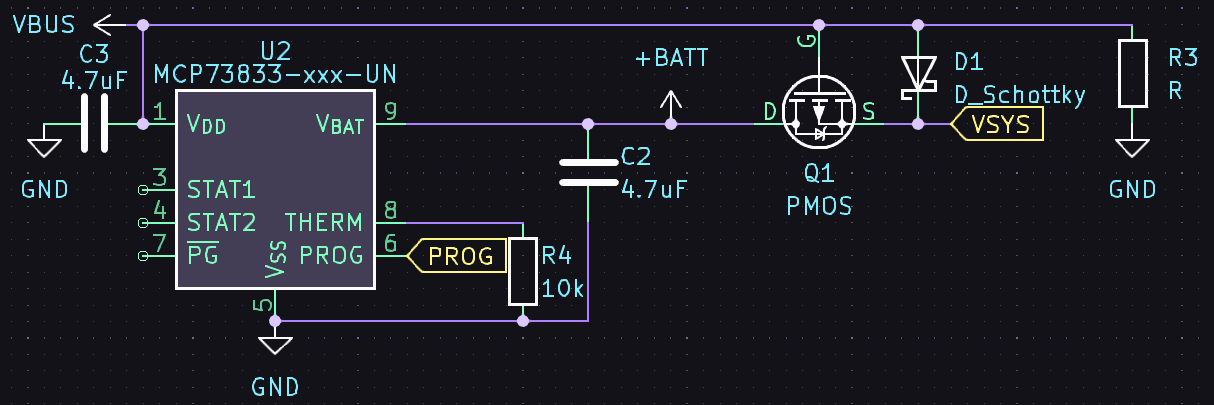 VBUS
C3
4.7uF
GND
U2
MCP73833-xxx-UN
1
VDD
VBAT
9
3
STAT1
4
STAT2
THERM
8
7
PG
VSS
PROG
6
PROG
5
GND
R4
10k
C2
4.7uF
+BATT
G
D
S
Q1
PMOS
D1
D_Schottky
VSYS
R3
R
GND